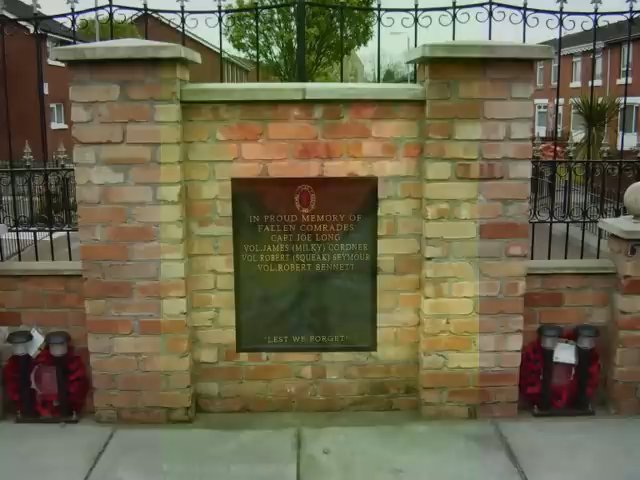 IN PROUD MEMORY OF
FALLEN COMRADES
CAPT JOE LONG
VOL.JAMES (MILKY) CORDNER
VOL ROBERT (SQUEAK) SEYMOUR
VOL.ROBERT BENNETT
"LEST WE FORGET"